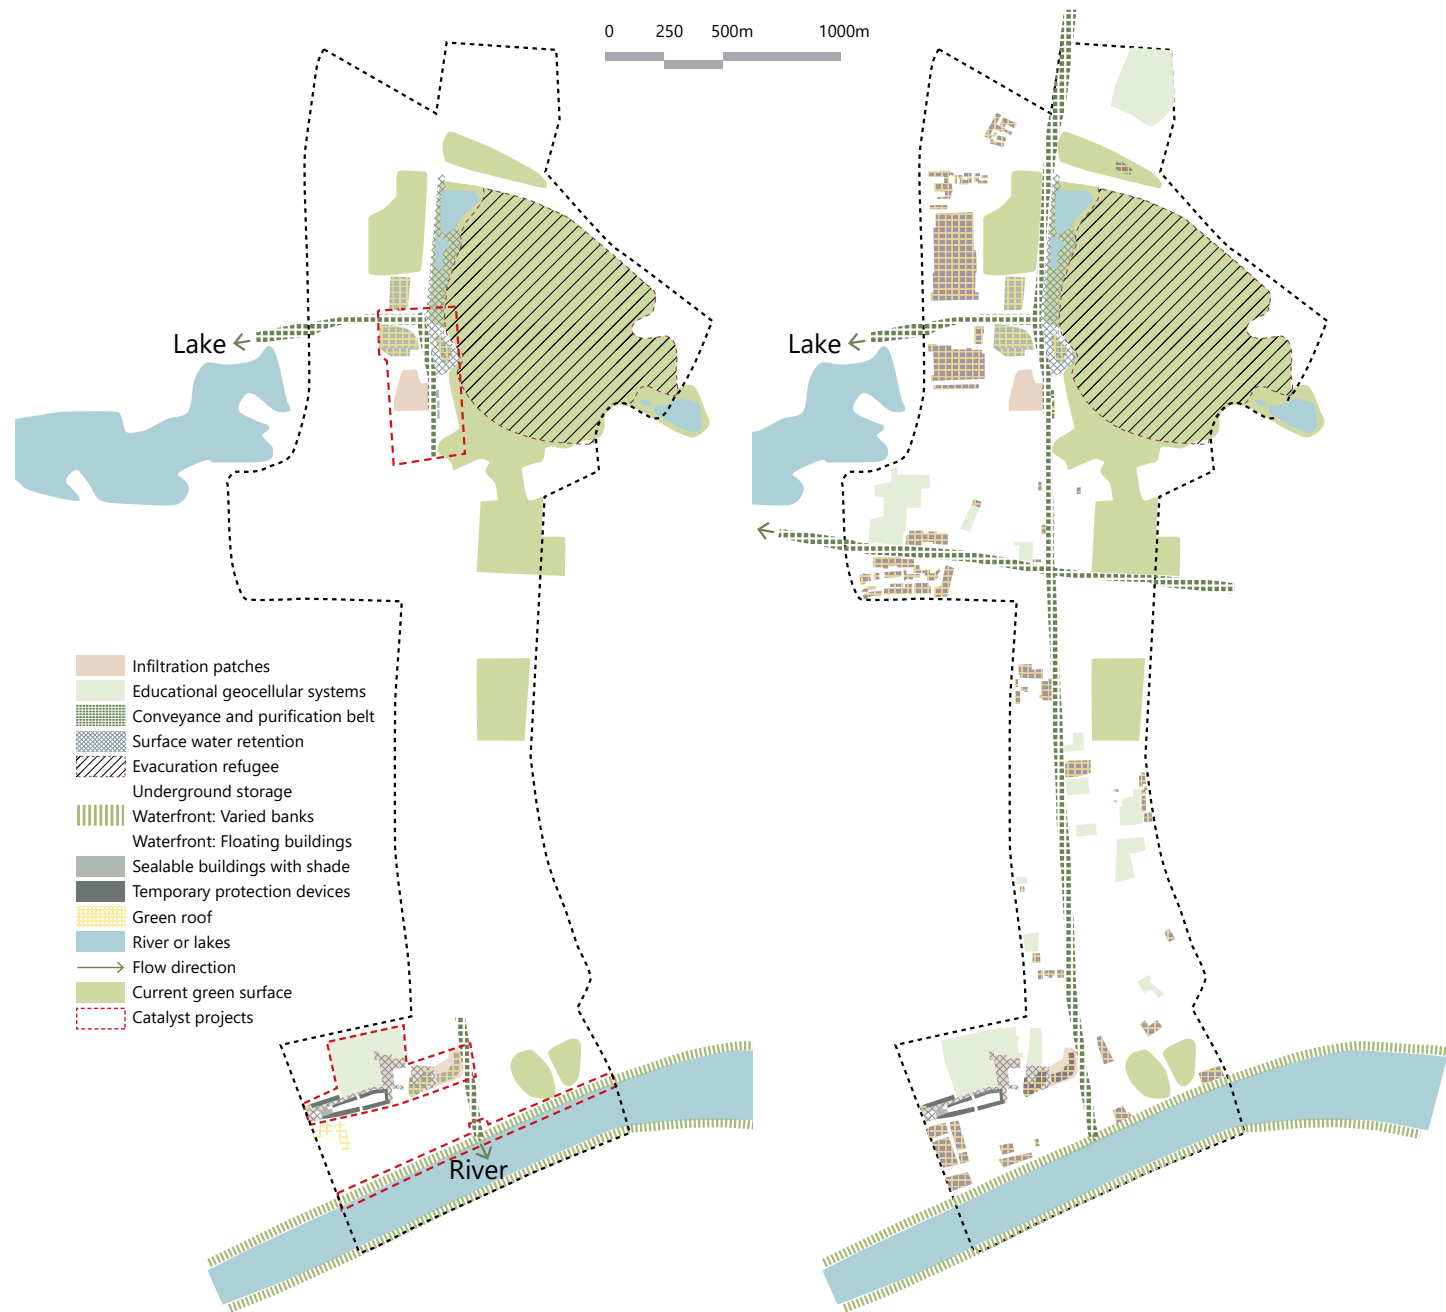 0 250 500m 1000m
Lake
Lake
Infiltration patches
Educational geocellular systems
Conveyance and purification belt
Surface water retention
Evacuration refugee
Underground storage
Waterfront: Varied banks
Waterfront: Floating buildings
Sealable buildings with shade
Temporary protection devices
Green roof
River or lakes
Flow direction
Current green surface
Catalyst projects
River